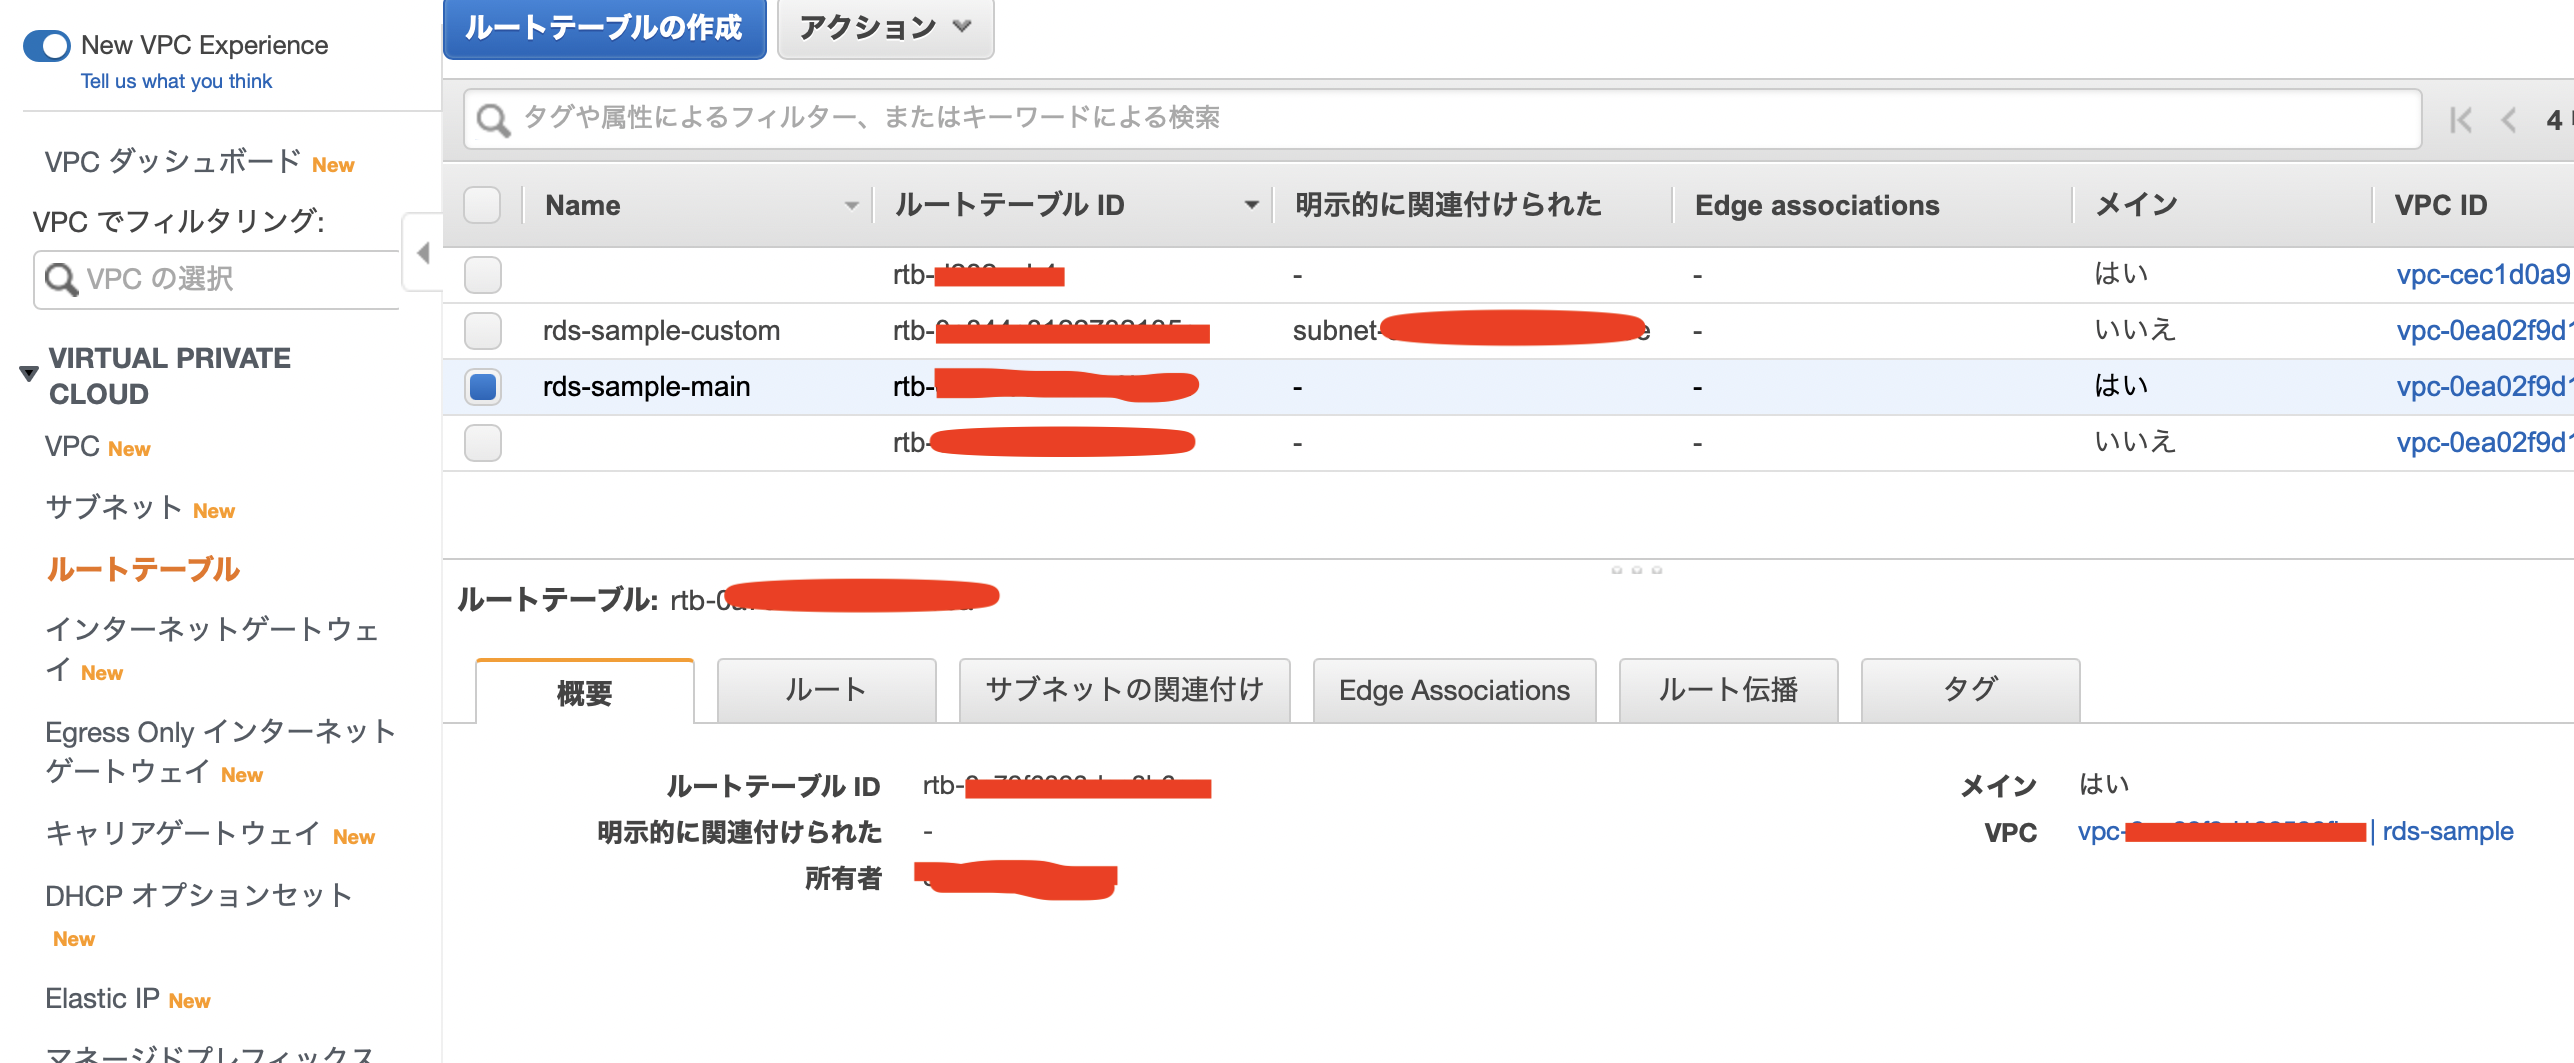 New VPC Experience
Tell us what you think
VPC ダッシュボード New
VPC でフィルタリング:
VPC の選択
VIRTUAL PRIVATE
CLOUD
VPC New
サブネット New
ルートテーブル
インターネットゲートウェ
イ New
Egress Only インターネット
ゲートウェイ New
キャリアゲートウェイ New
DHCP オプションセット
New
Elastic IP New
マネージドプレフィックス
ルートテーブルの作成 アクション
タグや属性によるフィルター、またはキーワードによる検索 4
Name ルートテーブル ID 明示的に関連付けられた Edge associations メイン VPC ID
rtb- - - はい vpc-cec1d0a9
rds-sample-custom rtb- subnet- - いいえ vpc-0ea02f9d1
rds-sample-main rtb- - - はい vpc-0ea02f9d1
rtb- - - いいえ vpc-0ea02f9d1
ルートテーブル: rtb-0
概要 ルート サブネットの関連付け Edge Associations ルート伝播 タグ
ルートテーブル ID rtb- メイン はい
明示的に関連付けられた - VPC vpc- | rds-sample
所有者